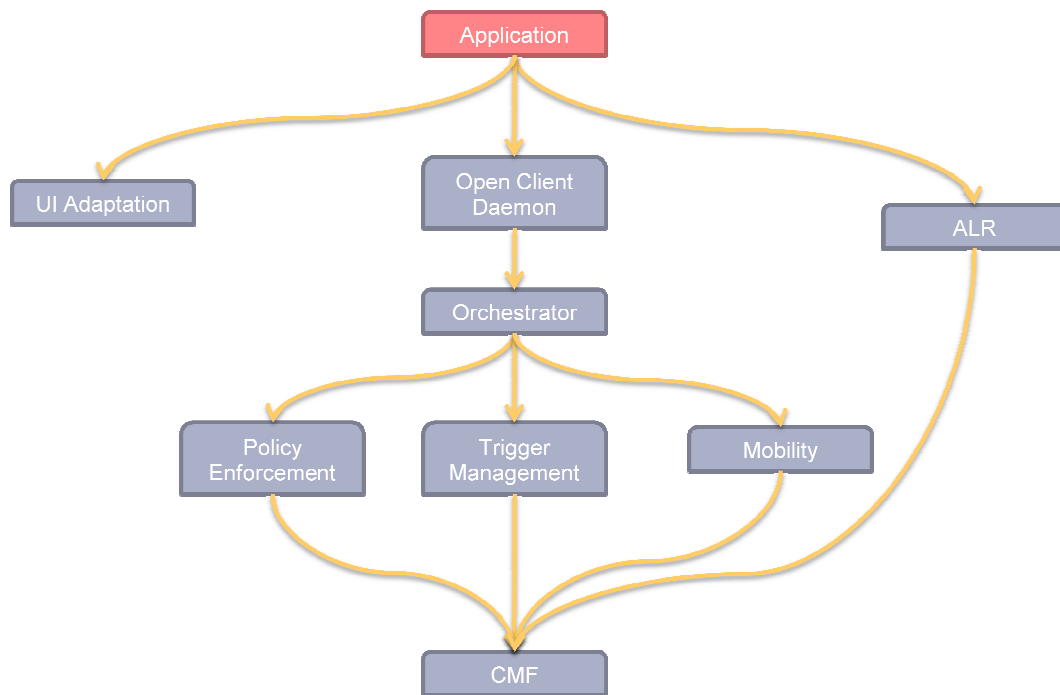 Application
UI Adaptation
Open Client
Daemon
ALR
Orchestrator
Policy
Enforcement
Trigger
Management
Mobility
CMF